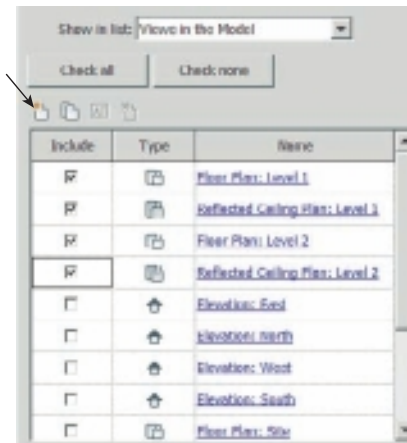 Show in list: Views in the Model
Check all Check none
Include Type Name
Floor Plan: Level 1
Reflected Ceiling Plan: Level 1
Floor Plan: Level 2
Reflected Ceiling Plan: Level 2
Elevation: East
Elevation: North
Elevation: West
Elevation: South
Floor Plan: Site